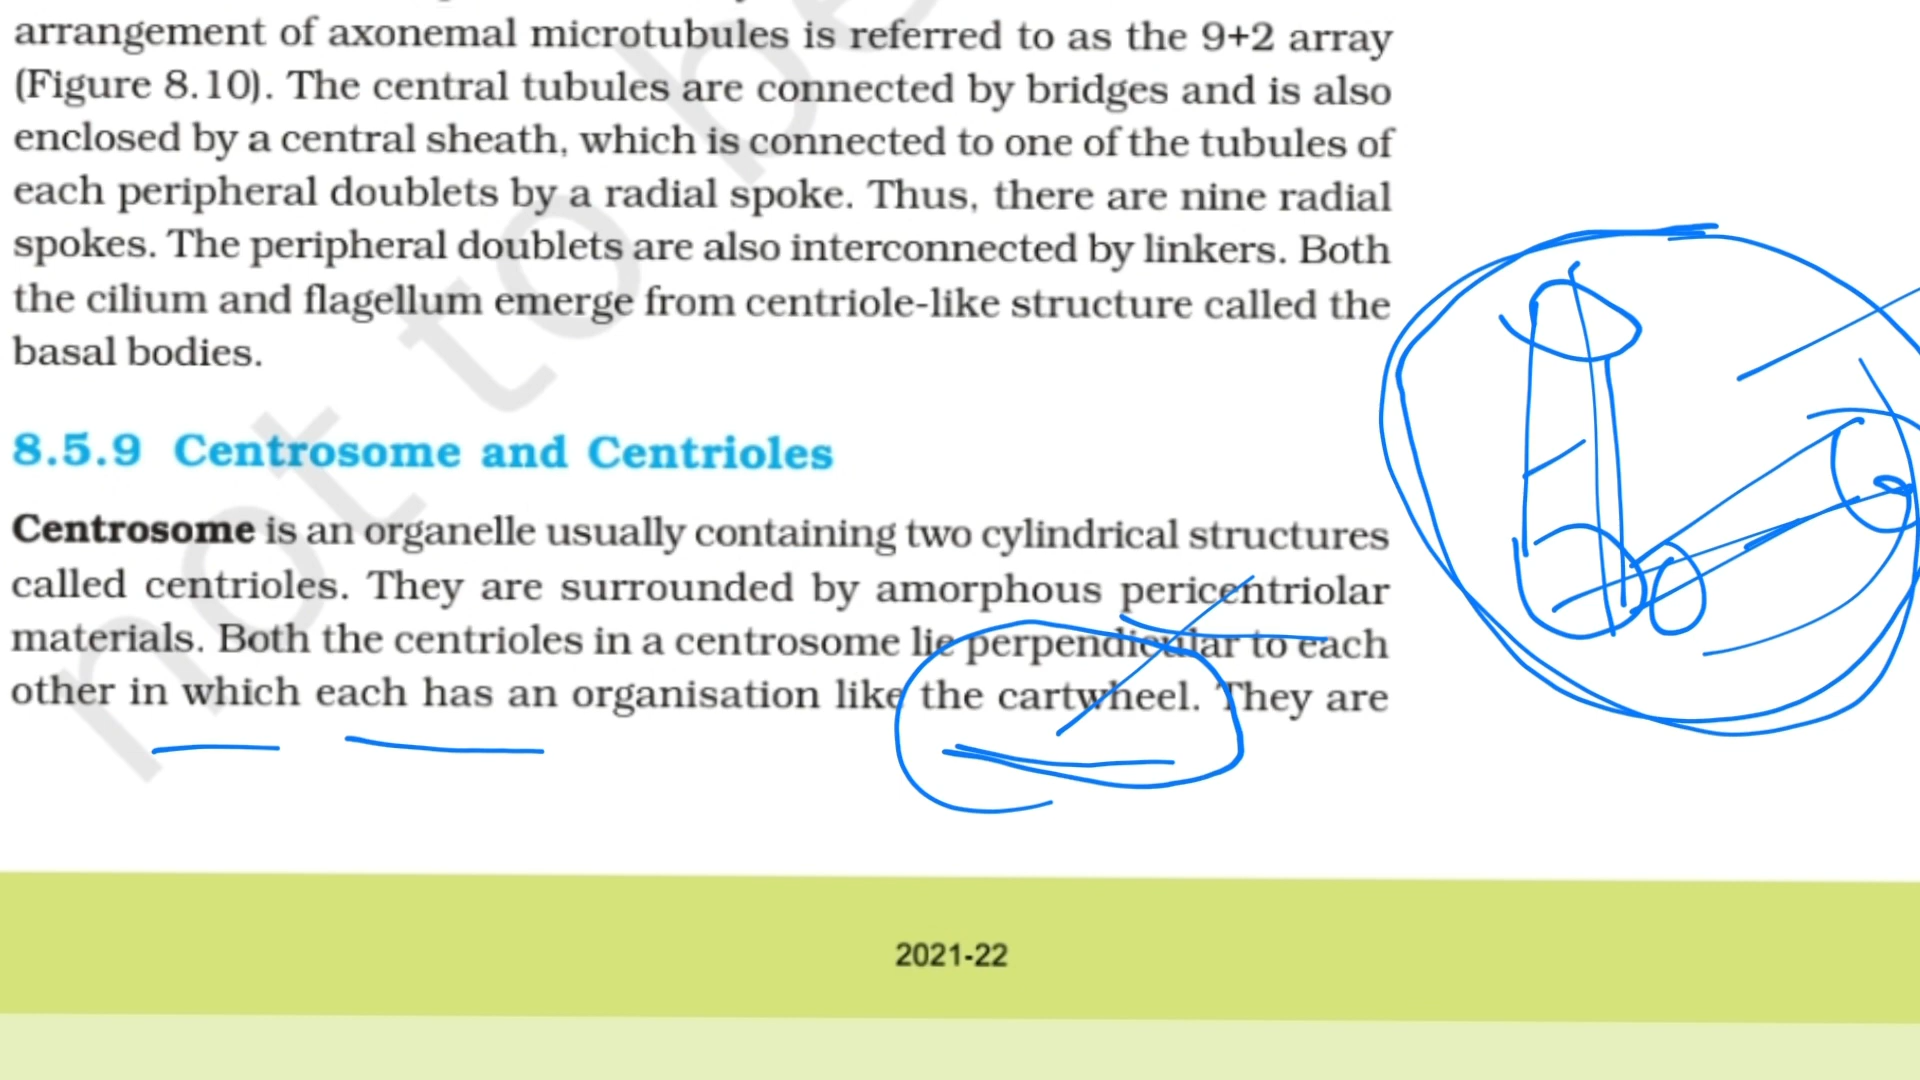 arrangement of axonemal microtubules is referred to as the 9+2 array
(Figure 8.10). The central tubules are connected by bridges and is also
enclosed by a central sheath, which is connected to one of the tubules of
each peripheral doublets by a radial spoke. Thus, there are nine radial
spokes. The peripheral doublets are also interconnected by linkers. Both
the cilium and flagellum emerge from centriole-like structure called the
basal bodies.
8.5.9 Centrosome and Centrioles
Centrosome is an organelle usually containing two cylindrical structures
called centrioles. They are surrounded by amorphous pericentriolar
materials. Both the centrioles in a centrosome lie perpendicular to each
other in which each has an organisation like the cartwheel. They are
not to be
2021-22